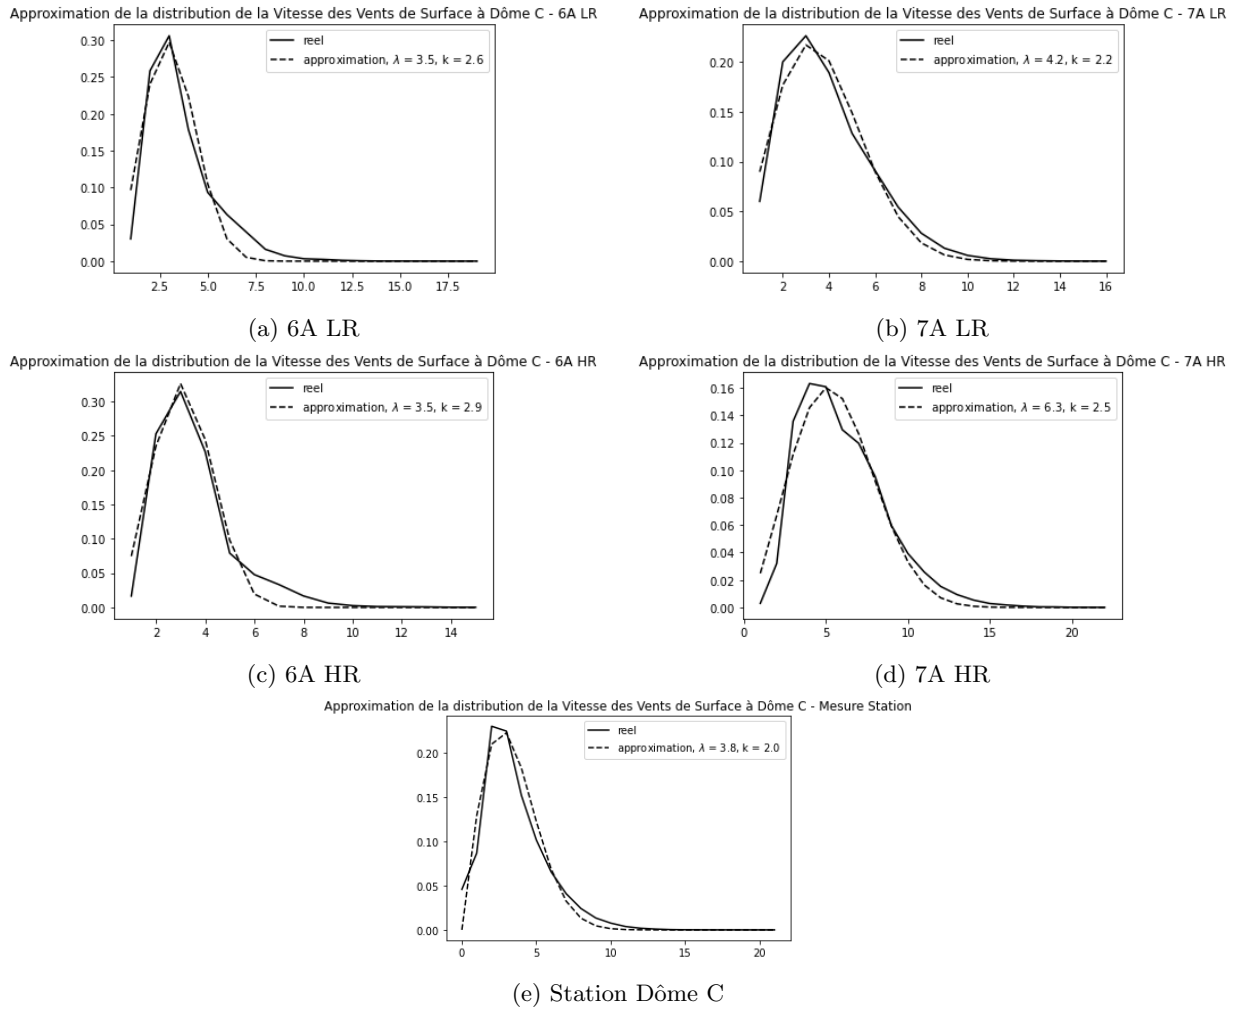 Approximation de la distribution de la Vitesse des Vents de Surface à Dôme C - 6A LR
reel
approximation, λ = 3.5, k = 2.6
0.30
0.25
0.20
0.15
0.10
0.05
0.00
2.5 5.0 7.5 10.0 12.5 15.0 17.5
(a) 6A LR
Approximation de la distribution de la Vitesse des Vents de Surface à Dôme C - 7A LR
reel
approximation, λ = 4.2, k = 2.2
0.20
0.15
0.10
0.05
0.00
2 4 6 8 10 12 14 16
(b) 7A LR
Approximation de la distribution de la Vitesse des Vents de Surface à Dôme C - 6A HR
reel
approximation, λ = 3.5, k = 2.9
0.30
0.25
0.20
0.15
0.10
0.05
0.00
2 4 6 8 10 12 14
(c) 6A HR
Approximation de la distribution de la Vitesse des Vents de Surface à Dôme C - 7A HR
reel
approximation, λ = 6.3, k = 2.5
0.16
0.14
0.12
0.10
0.08
0.06
0.04
0.02
0.00
0 5 10 15 20
(d) 7A HR
Approximation de la distribution de la Vitesse des Vents de Surface à Dôme C - Mesure Station
reel
approximation, λ = 3.8, k = 2.0
0.20
0.15
0.10
0.05
0.00
0 5 10 15 20
(e) Station Dôme C